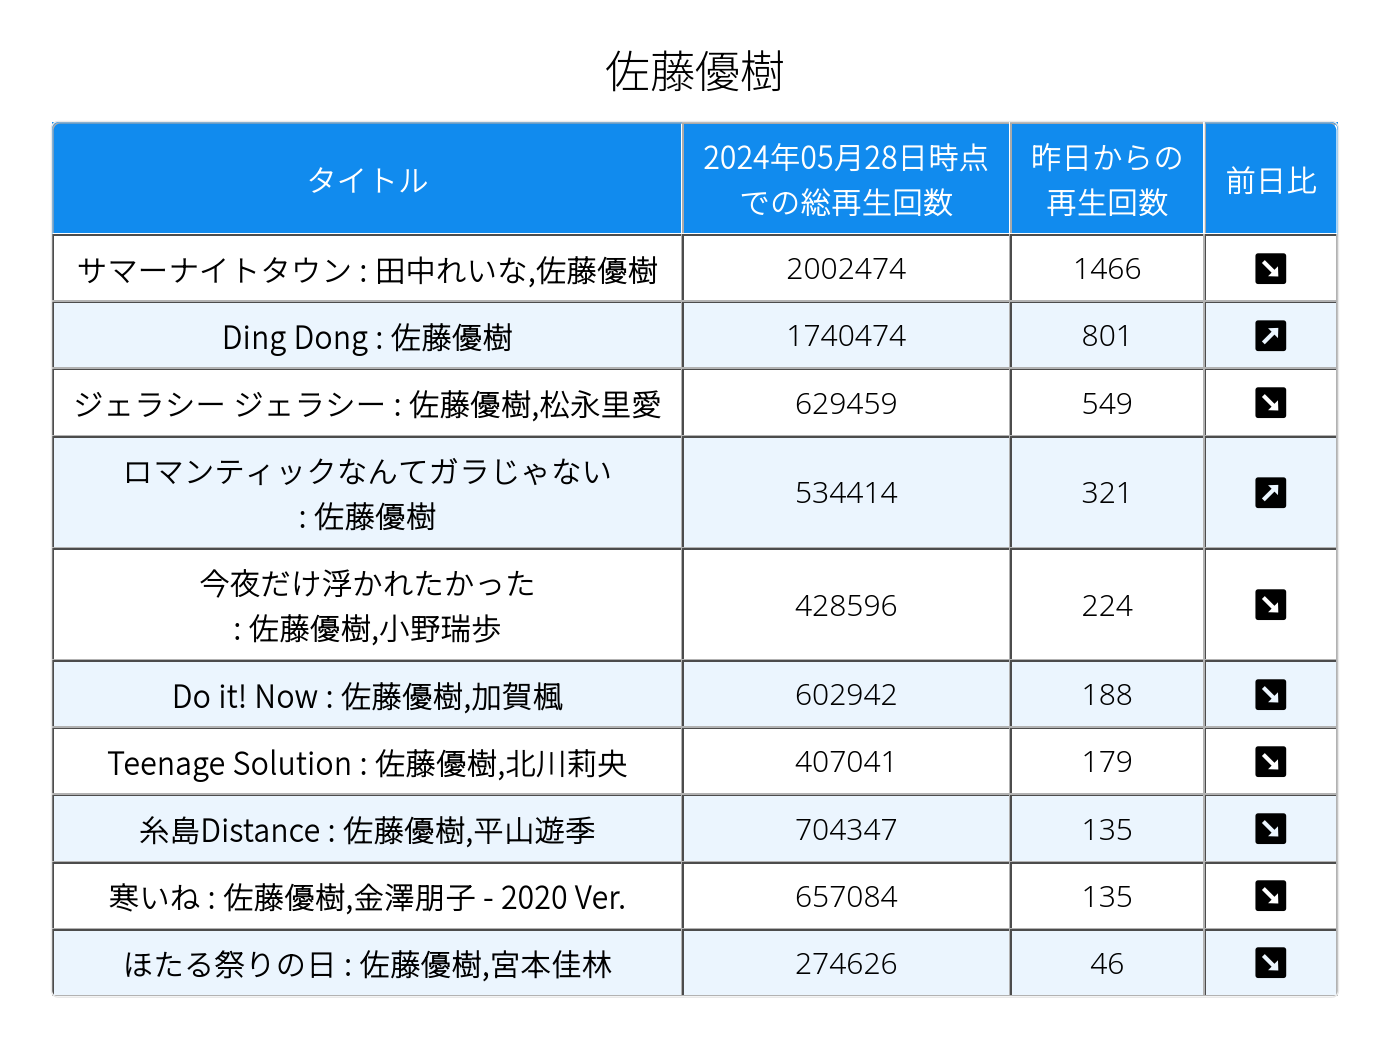 佐藤優樹
タイトル
2024年05月28日時点
での総再生回数
昨日からの
再生回数
前日比
サマーナイトタウン : 田中れいな,佐藤優樹 2002474 1466
Ding Dong : 佐藤優樹 1740474 801
ジェラシー ジェラシー : 佐藤優樹,松永里愛 629459 549
ロマンティックなんてガラじゃない
: 佐藤優樹 534414 321
今夜だけ浮かれたかった
: 佐藤優樹,小野瑞歩 428596 224
Do it! Now : 佐藤優樹,加賀楓 602942 188
Teenage Solution : 佐藤優樹,北川莉央 407041 179
糸島Distance : 佐藤優樹,平山遊季 704347 135
寒いね : 佐藤優樹,金澤朋子 - 2020 Ver. 657084 135
ほたる祭りの日 : 佐藤優樹,宮本佳林 274626 46